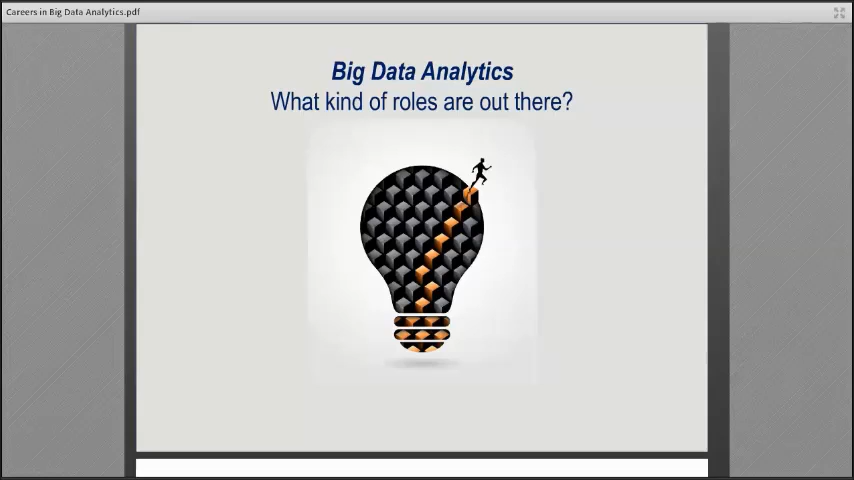 Careers in Big Data Analytics.pdf
Big Data Analytics
What kind of roles are out there?